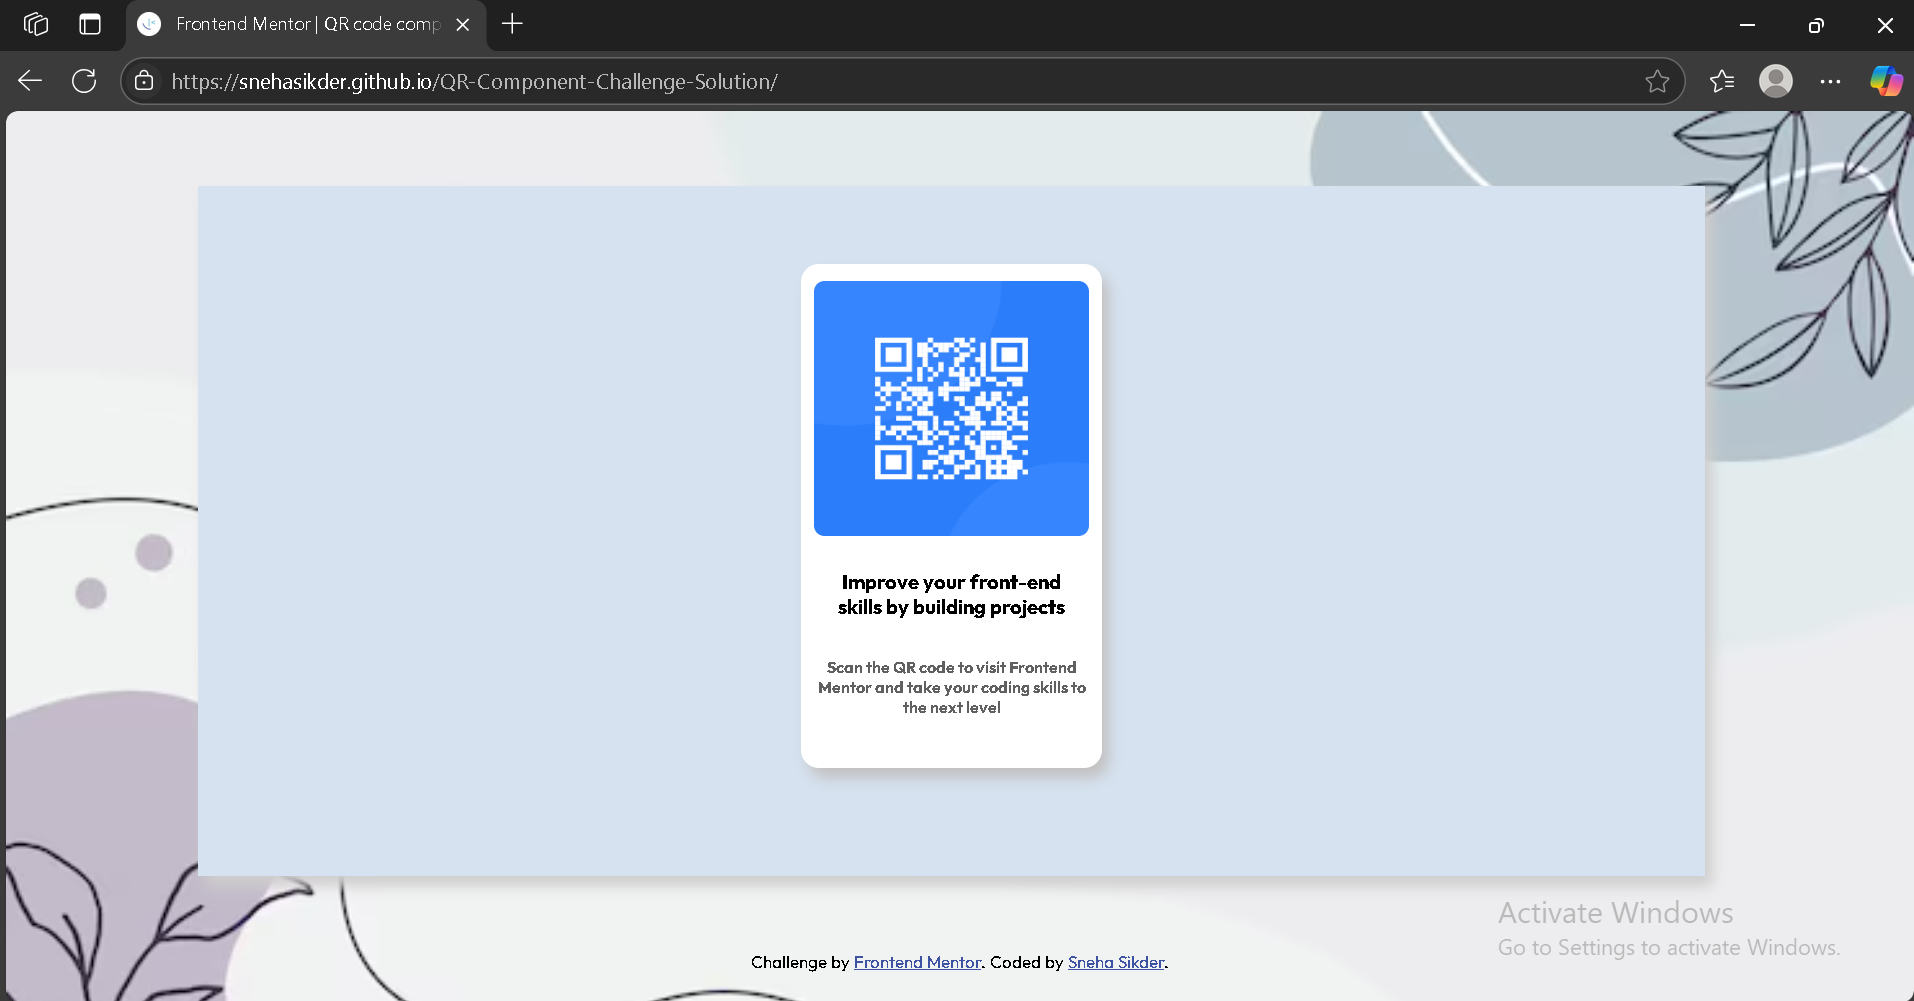 Frontend Mentor | QR code comp
https://snehasikder.github.io/QR-Component-Challenge-Solution/
Improve your front-end
skills by building projects
Scan the QR code to visit Frontend
Mentor and take your coding skills to
the next level
Activate Windows
Go to Settings to activate Windows.
Challenge by Frontend Mentor. Coded by Sneha Sikder.